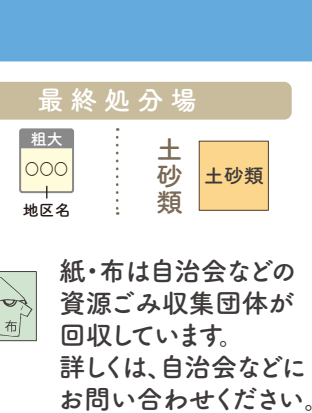 最終処分場
粗大
○○○
地区名
土砂類
土砂類
布
紙・布は自治会などの
資源ごみ収集団体が
回収しています。
詳しくは、自治会などに
お問い合わせください。